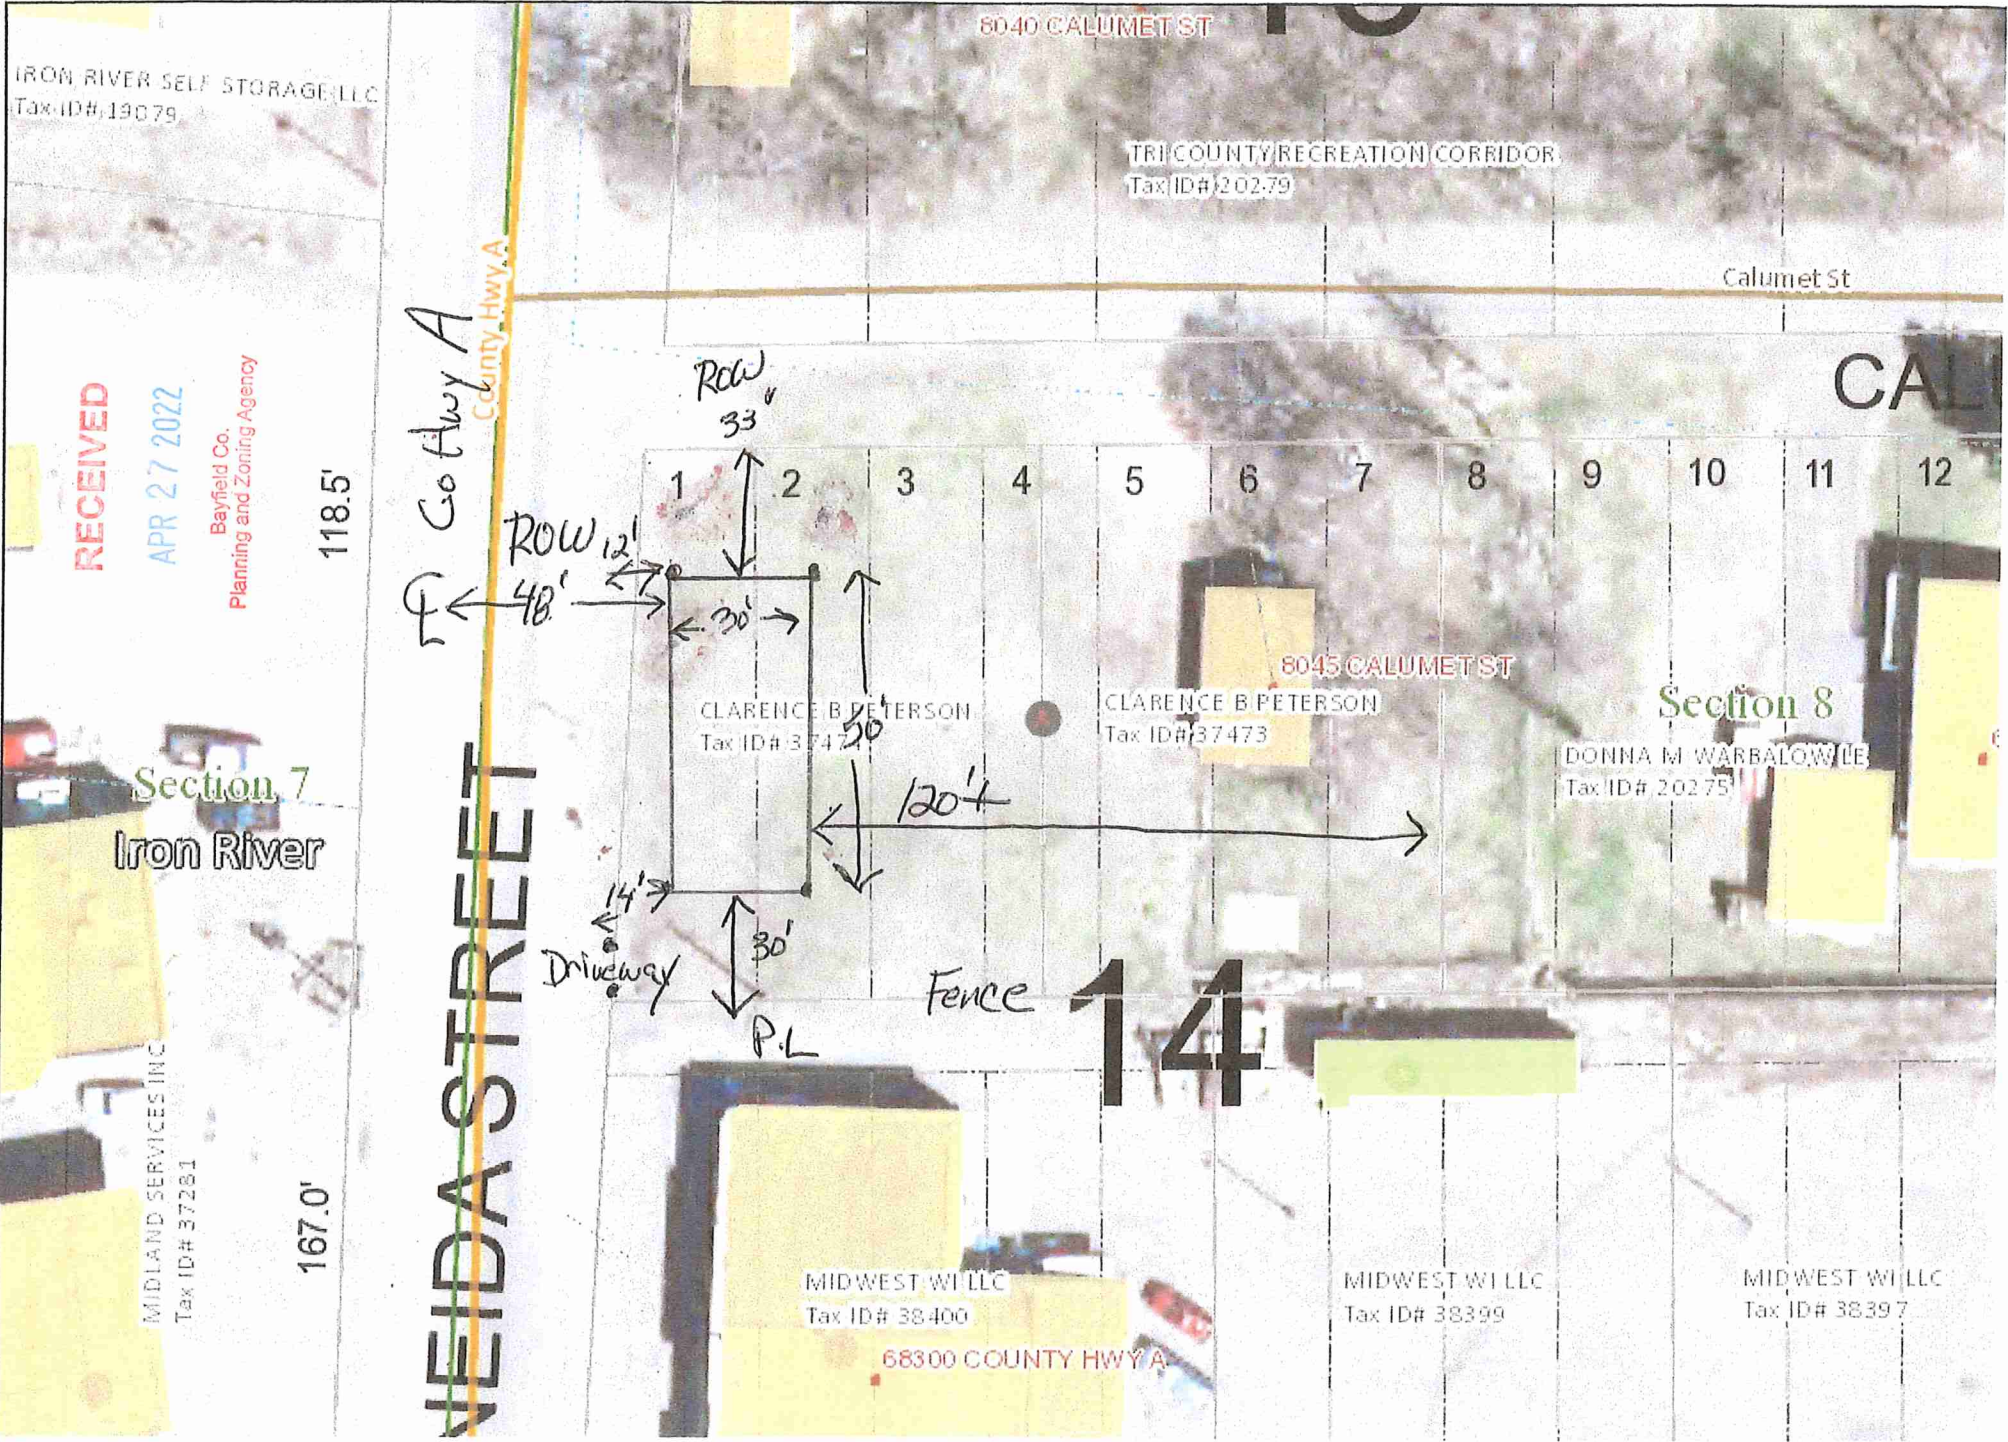 8040 CALUMET ST
IRON RIVER SELF STORAGE LLC
Tax ID# 19079
TRI COUNTY RECREATION CORRIDOR
Tax ID# 20279
Calumet St
County Hwy A
Co Hwy A
RECEIVED
APR 27 2022
Bayfield Co.
Planning and Zoning Agency
118.5'
ROW
33'
CAL
1 2 3 4 5 6 7 8 9 10 11 12
ROW 12'
48'
30'
8045 CALUMET ST
CLARENCE B PETERSON
Tax ID# 3747
50'
CLARENCE B PETERSON
Tax ID# 37473
Section 8
DONNA M WARBALOW LE
Tax ID# 20275
Section 7
Iron River
120'±
14'
Driveway
30'
P.L
Fence
14
NEIDA STREET
MIDLAND SERVICES INC
Tax ID# 37281
167.0'
MIDWEST WI LLC
Tax ID# 38400
68300 COUNTY HWY A
MIDWEST WI LLC
Tax ID# 38399
MIDWEST WI LLC
Tax ID# 38397